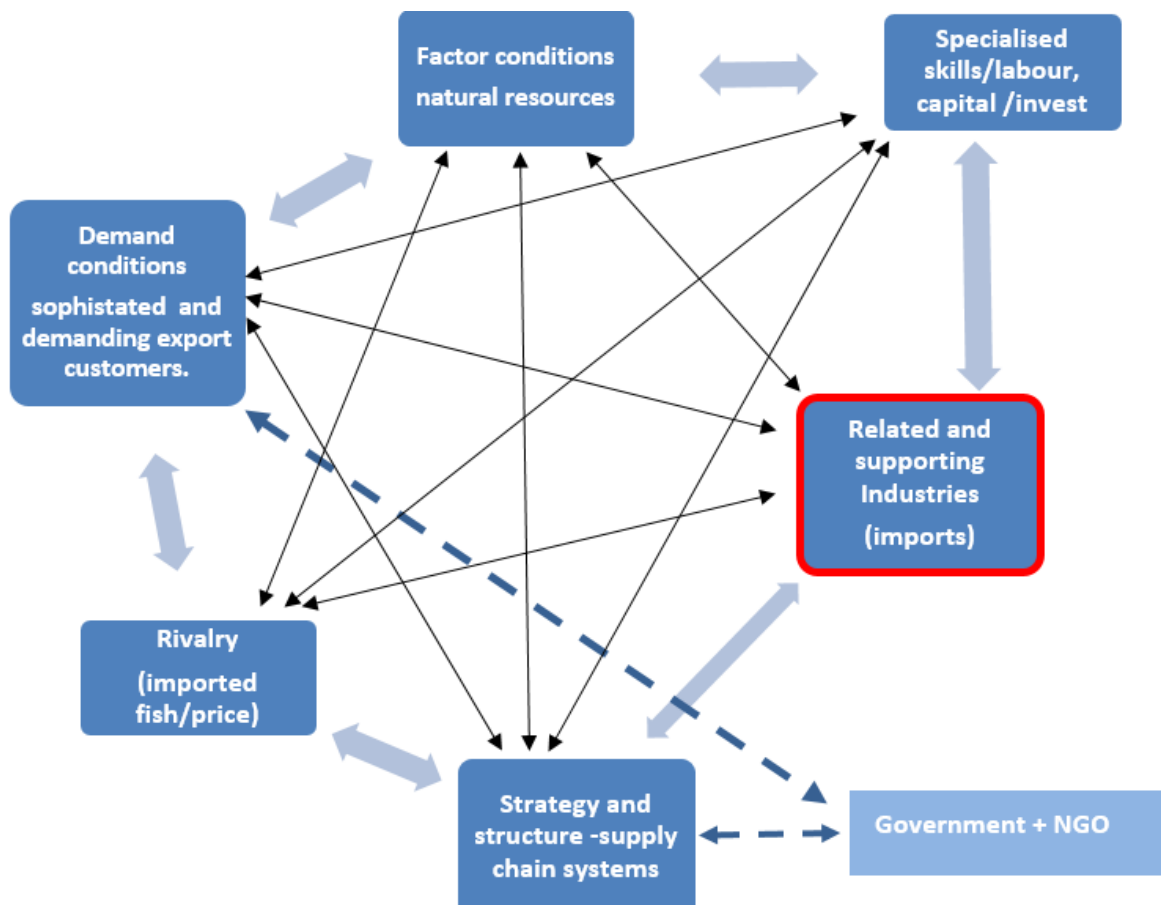 Factor conditions
natural resources
Specialised
skills/labour,
capital /invest
Demand
conditions
sophistated and
demanding export
customers.
Related and
supporting
Industries
(imports)
Rivalry
(imported
fish/price)
Strategy and
structure -supply
chain systems
Government + NGO